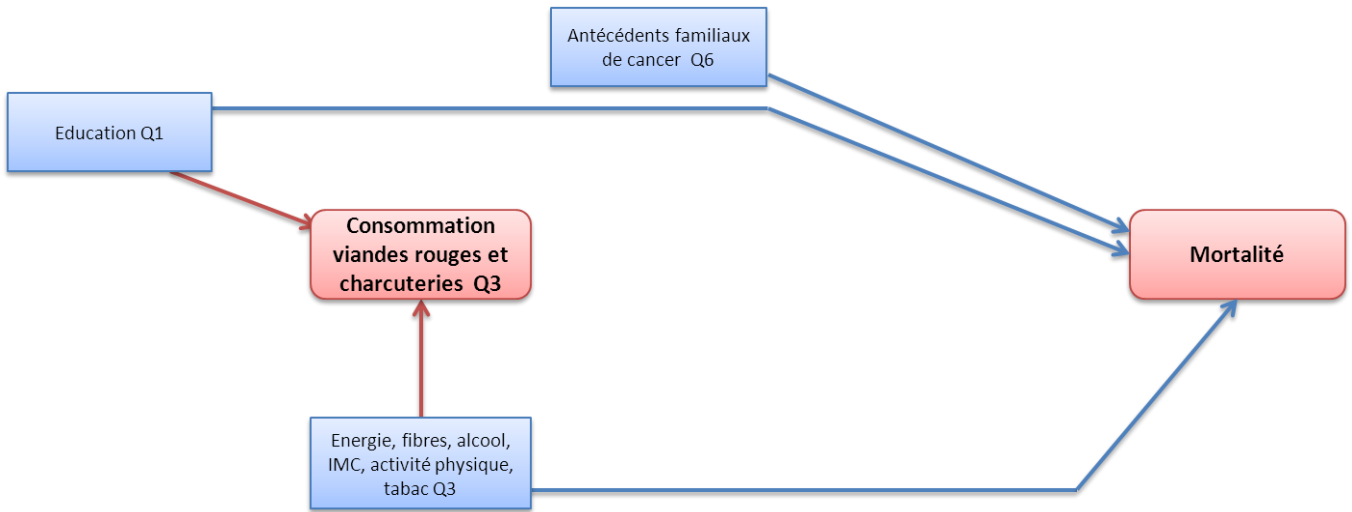 Antécédents familiaux
de cancer Q6
Education Q1
Consommation
viandes rouges et
charcuteries Q3
Mortalité
Energie, fibres, alcool,
IMC, activité physique,
tabac Q3